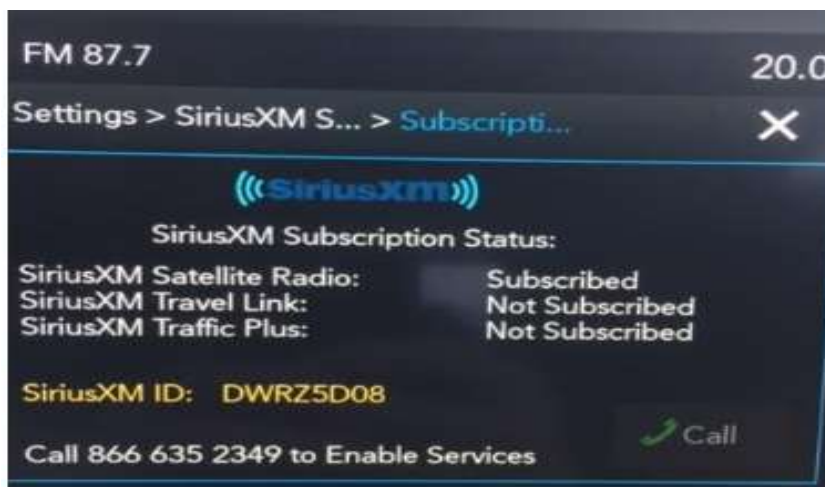 FM 87.7
20.0
Settings > SiriusXM S... > Subscripti...
((SiriusXM))
SiriusXM Subscription Status:
SiriusXM Satellite Radio: Subscribed
SiriusXM Travel Link: Not Subscribed
SiriusXM Traffic Plus: Not Subscribed
SiriusXM ID: DWRZ5D08
Call
Call 866 635 2349 to Enable Services